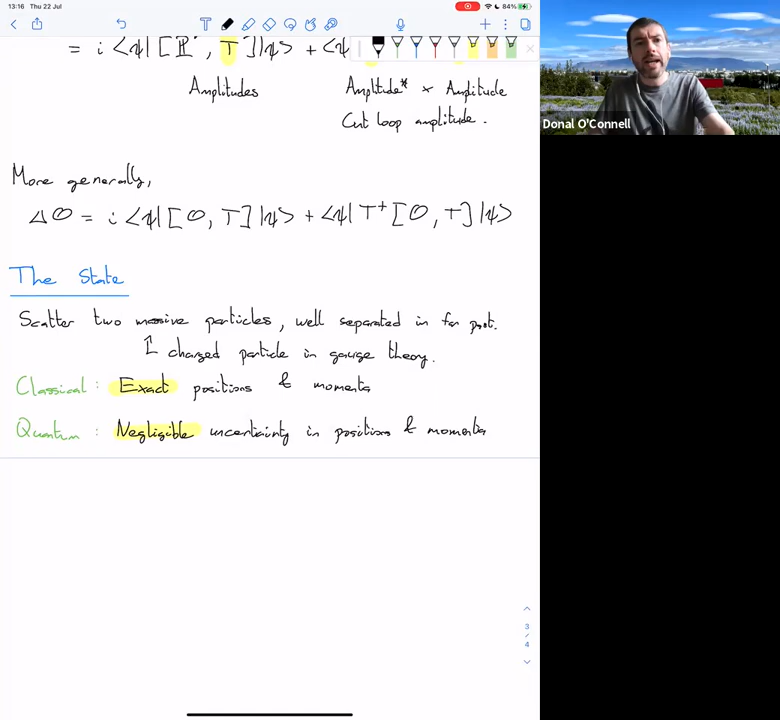 13:16 Thu 22 Jul
84%
= i <ψ| [ℙ, T] |ψ> + <ψ|
Amplitudes
Amplitude* × Amplitude
Cut loop amplitude.
More generally,
Δ𝒪 = i <ψ| [𝒪, T] |ψ> + <ψ| T† [𝒪, T] |ψ>
The State
Scatter two massive particles, well separated in far past.
↑ charged particle in gauge theory.
Classical: Exact positions & momenta
Quantum: Negligible uncertainty in positions & momenta
3
/
4
Donal O'Connell